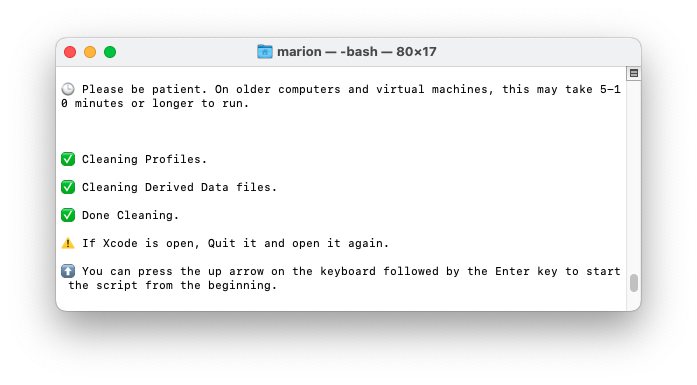 marion — -bash — 80×17
🕒 Please be patient. On older computers and virtual machines, this may take 5-1
0 minutes or longer to run.
✅ Cleaning Profiles.
✅ Cleaning Derived Data files.
✅ Done Cleaning.
⚠️ If Xcode is open, Quit it and open it again.
⬆️ You can press the up arrow on the keyboard followed by the Enter key to start
the script from the beginning.